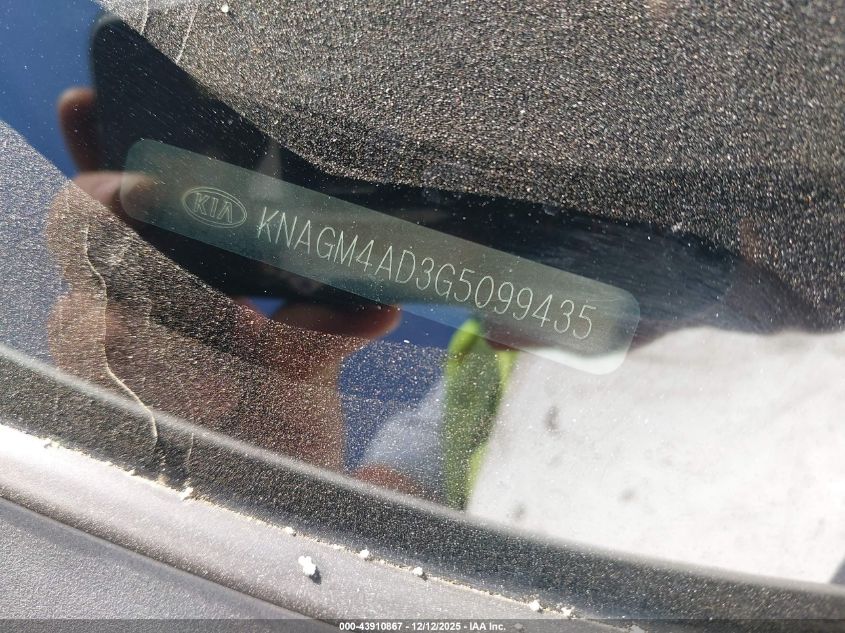 KIA KNAGM4AD3G5099435
000-43910867 - 12/12/2025 - IAA Inc.